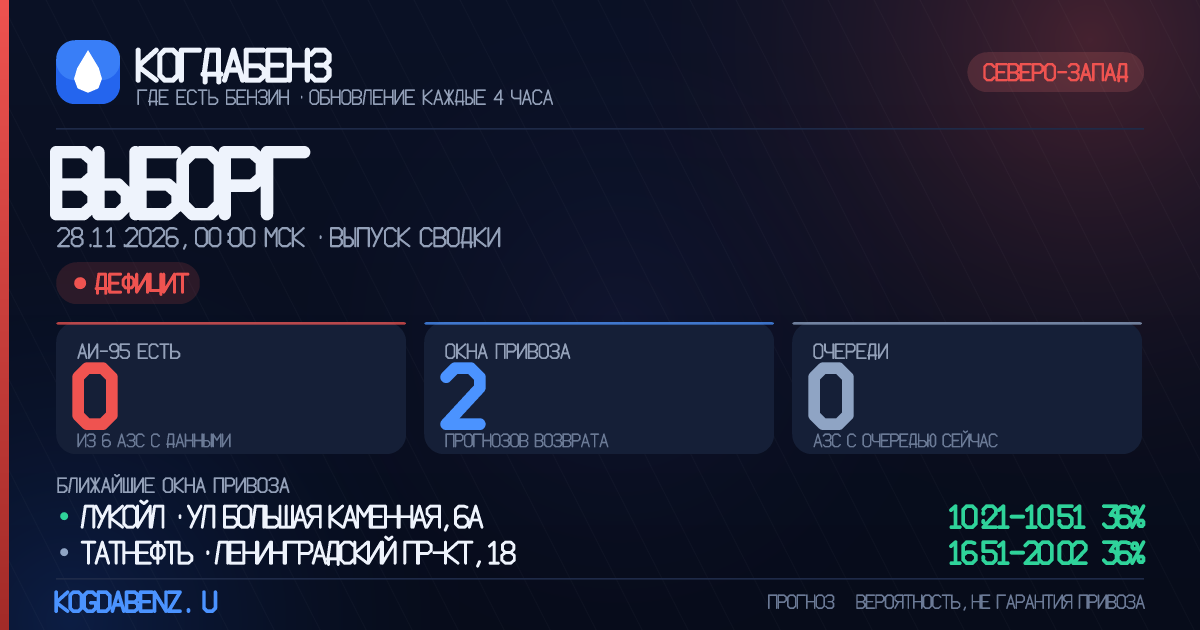 КОГДАБЕНЗ
ГДЕ ЕСТЬ БЕНЗИН · ОБНОВЛЕНИЕ КАЖДЫЕ 4 ЧАСА
СЕВЕРО-ЗАПАД
ВЫБОРГ
28.11.2026, 00:00 МСК · ВЫПУСК СВОДКИ
• ДЕФИЦИТ
АИ-95 ЕСТЬ
0
ИЗ 6 АЗС С ДАННЫМИ
ОКНА ПРИВОЗА
2
ПРОГНОЗОВ ВОЗВРАТА
ОЧЕРЕДИ
0
АЗС С ОЧЕРЕДЬЮ СЕЙЧАС
БЛИЖАЙШИЕ ОКНА ПРИВОЗА
• ЛУКОЙЛ · УЛ БОЛЬШАЯ КАМЕННАЯ, 6А 10:21-10:51 36%
• ТАТНЕФТЬ · ЛЕНИНГРАДСКИЙ ПР-КТ, 18 16:51-20:02 36%
KOGDABENZ. U
ПРОГНОЗ ВЕРОЯТНОСТЬ, НЕ ГАРАНТИЯ ПРИВОЗА